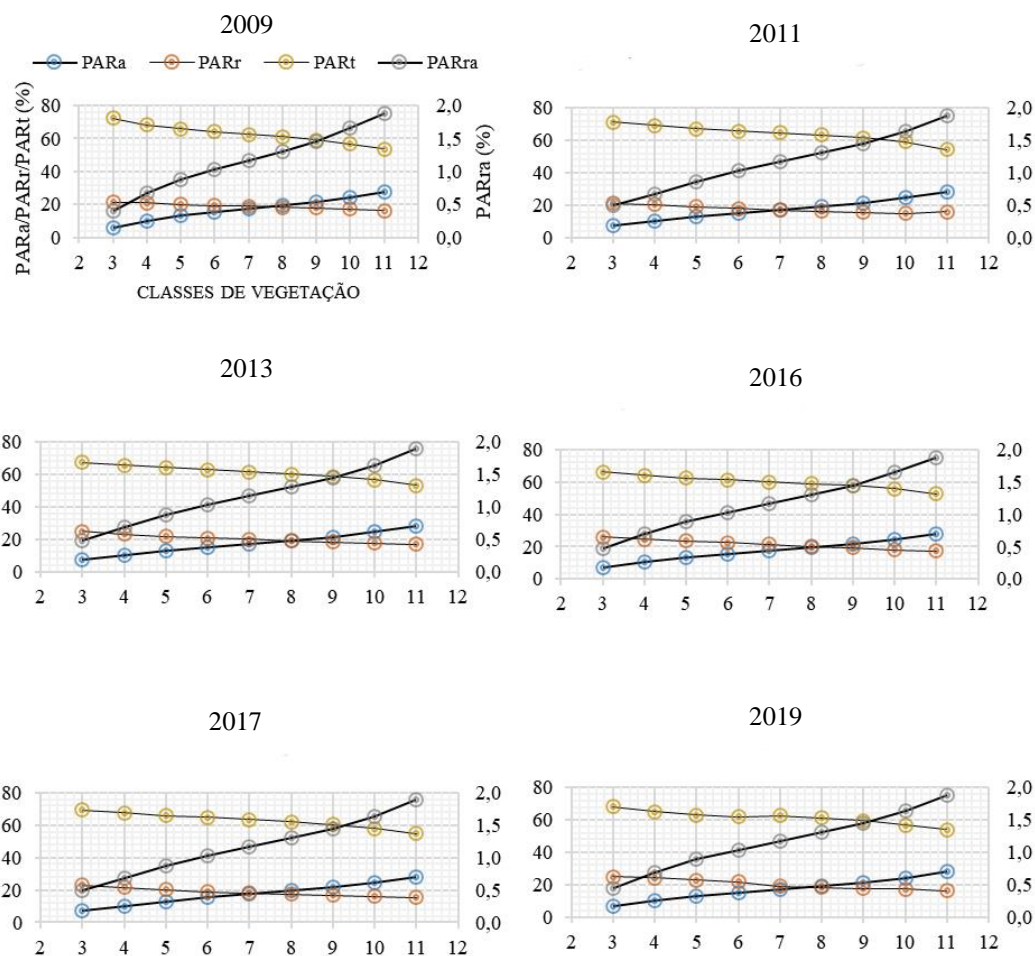 2009
PARa PARr PARt PARra
PARa/PARr/PARt (%)
80 60 40 20 0
2,0 1,5 1,0 0,5 0,0
PARra (%)
2 3 4 5 6 7 8 9 10 11 12
CLASSES DE VEGETAÇÃO
2011
80 60 40 20 0
2,0 1,5 1,0 0,5 0,0
2 3 4 5 6 7 8 9 10 11 12
2013
80 60 40 20 0
2,0 1,5 1,0 0,5 0,0
2 3 4 5 6 7 8 9 10 11 12
2016
80 60 40 20 0
2,0 1,5 1,0 0,5 0,0
2 3 4 5 6 7 8 9 10 11 12
2017
80 60 40 20 0
2,0 1,5 1,0 0,5 0,0
2 3 4 5 6 7 8 9 10 11 12
2019
80 60 40 20 0
2,0 1,5 1,0 0,5 0,0
2 3 4 5 6 7 8 9 10 11 12